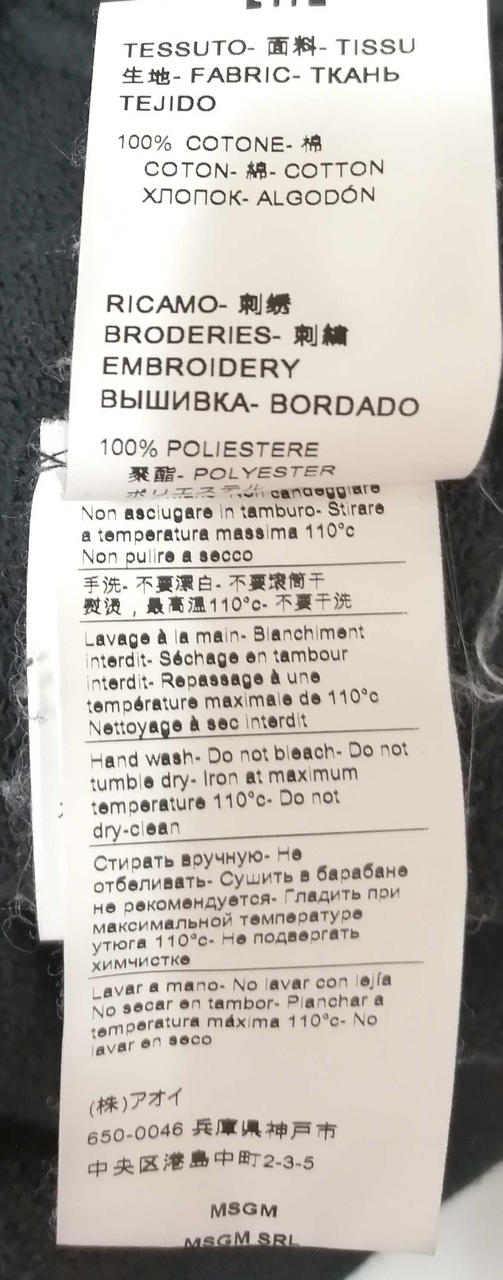 TESSUTO- 面料- TISSU
生地- FABRIC- ТКАНЬ
TEJIDO
100% COTONE- 棉
COTON- 綿- COTTON
ХЛОПОК- ALGODÓN
RICAMO- 刺绣
BRODERIES- 刺繍
EMBROIDERY
ВЫШИВКА- BORDADO
100% POLIESTERE
聚酯- POLYESTER
ポリエステル
candeggiare
Non asciugare in tamburo- Stirare
a temperatura massima 110°c
Non pulire a secco
手洗- 不要漂白- 不要滚筒干
熨烫，最高温110°c- 不要干洗
Lavage à la main- Blanchiment
interdit- Séchage en tambour
interdit- Repassage à une
température maximale de 110°c
Nettoyage à sec interdit
Hand wash- Do not bleach- Do not
tumble dry- Iron at maximum
temperature 110°c- Do not
dry-clean
Стирать вручную- Не
отбеливать- Сушить в барабане
не рекомендуется- Гладить при
максимальной температуре
утюга 110°c- Не подвергать
химчистке
Lavar a mano- No lavar con lejía
No secar en tambor- Planchar a
temperatura máxima 110°c- No
lavar en seco
(株)アオイ
650-0046 兵庫県神戸市
中央区港島中町2-3-5
MSGM
MSGM SRL